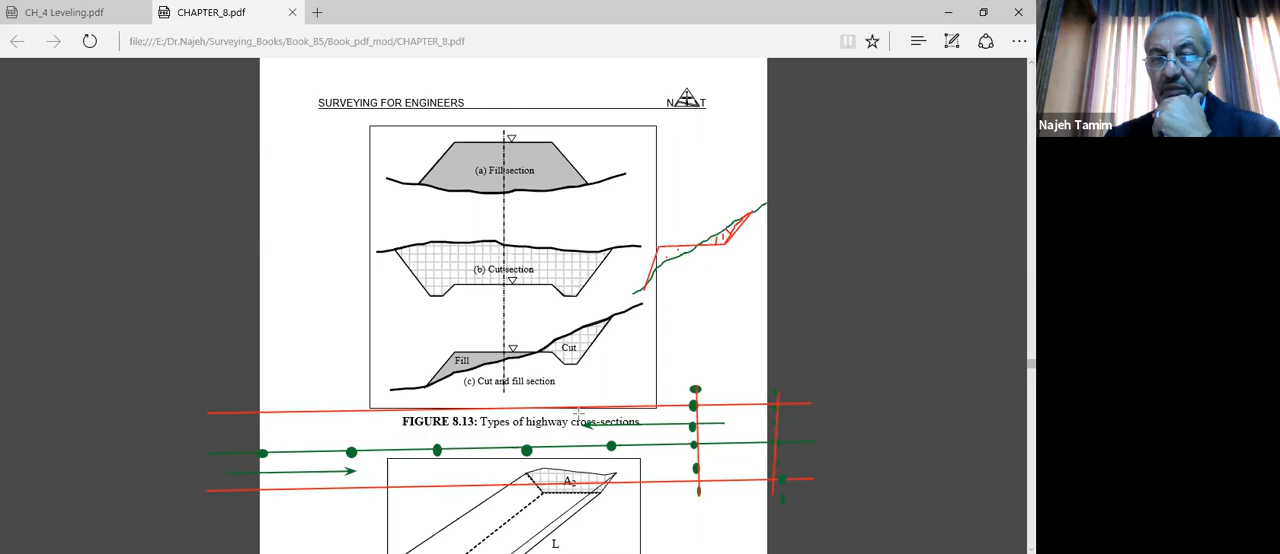 CH_4 Leveling.pdf
CHAPTER_8.pdf
file:///E:/Dr.Najeh/Surveying_Books/Book_B5/Book_pdf_mod/CHAPTER_8.pdf
Najeh Tamim
SURVEYING FOR ENGINEERS
N T
(a) Fill section
(b) Cut section
Cut
Fill
(c) Cut and fill section
FIGURE 8.13: Types of highway cross-sections.
A2
L